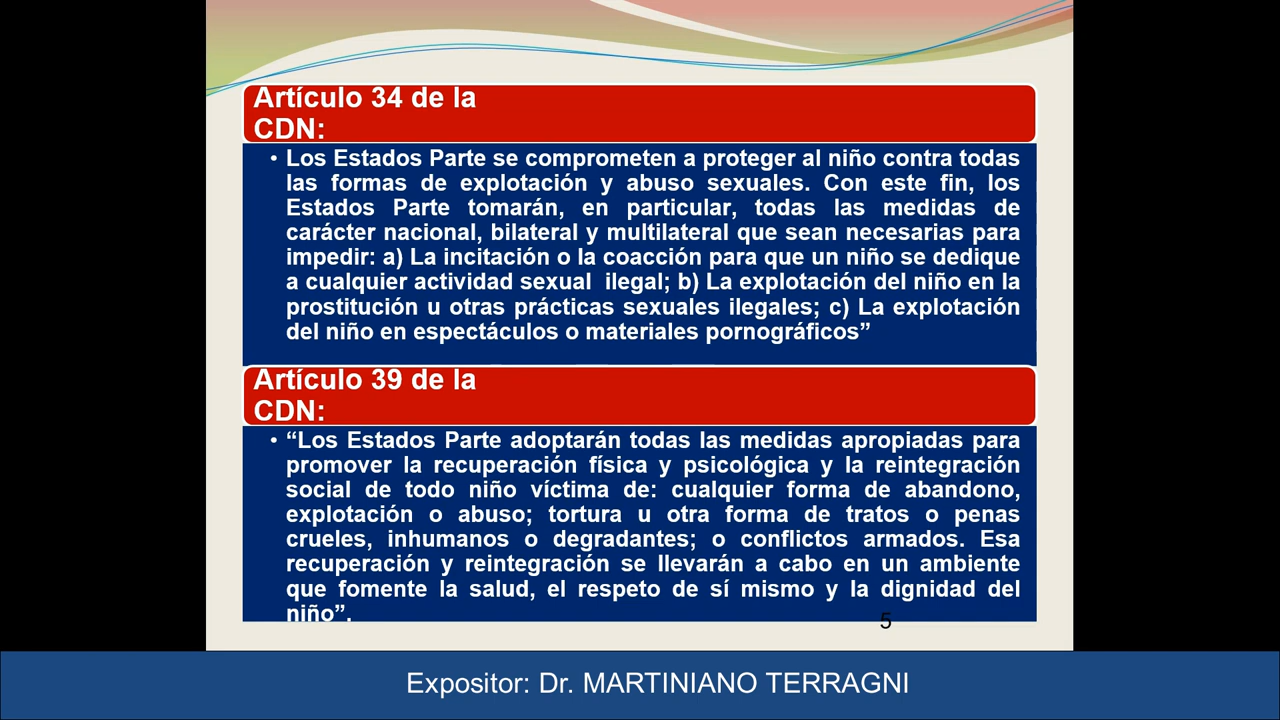 Artículo 34 de la
CDN:
• Los Estados Parte se comprometen a proteger al niño contra todas
las formas de explotación y abuso sexuales. Con este fin, los
Estados Parte tomarán, en particular, todas las medidas de
carácter nacional, bilateral y multilateral que sean necesarias para
impedir: a) La incitación o la coacción para que un niño se dedique
a cualquier actividad sexual ilegal; b) La explotación del niño en la
prostitución u otras prácticas sexuales ilegales; c) La explotación
del niño en espectáculos o materiales pornográficos”
Artículo 39 de la
CDN:
• “Los Estados Parte adoptarán todas las medidas apropiadas para
promover la recuperación física y psicológica y la reintegración
social de todo niño víctima de: cualquier forma de abandono,
explotación o abuso; tortura u otra forma de tratos o penas
crueles, inhumanos o degradantes; o conflictos armados. Esa
recuperación y reintegración se llevarán a cabo en un ambiente
que fomente la salud, el respeto de sí mismo y la dignidad del
niño”.
5
Expositor: Dr. MARTINIANO TERRAGNI